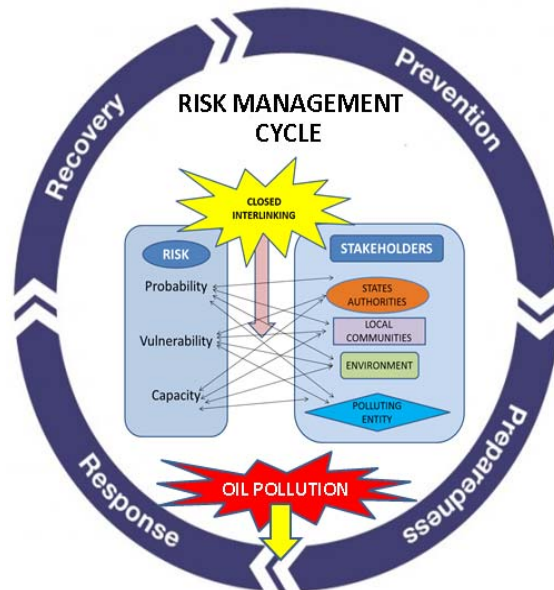 RISK MANAGEMENT
CYCLE
Recovery
Prevention
CLOSED
INTERLINKING
RISK
STAKEHOLDERS
Probability
STATES
AUTHORITIES
LOCAL
COMMUNITIES
Vulnerability
ENVIRONMENT
Capacity
POLLUTING
ENTITY
Response
Preparedness
OIL POLLUTION